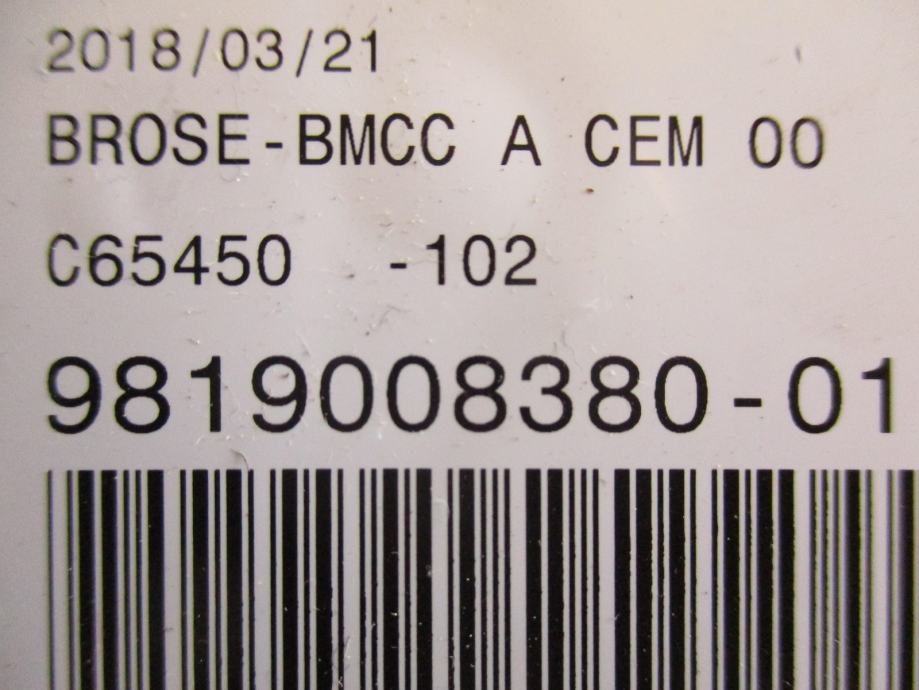 2018/03/21
BROSE-BMCC A CEM 00
C65450 -102
9819008380-01